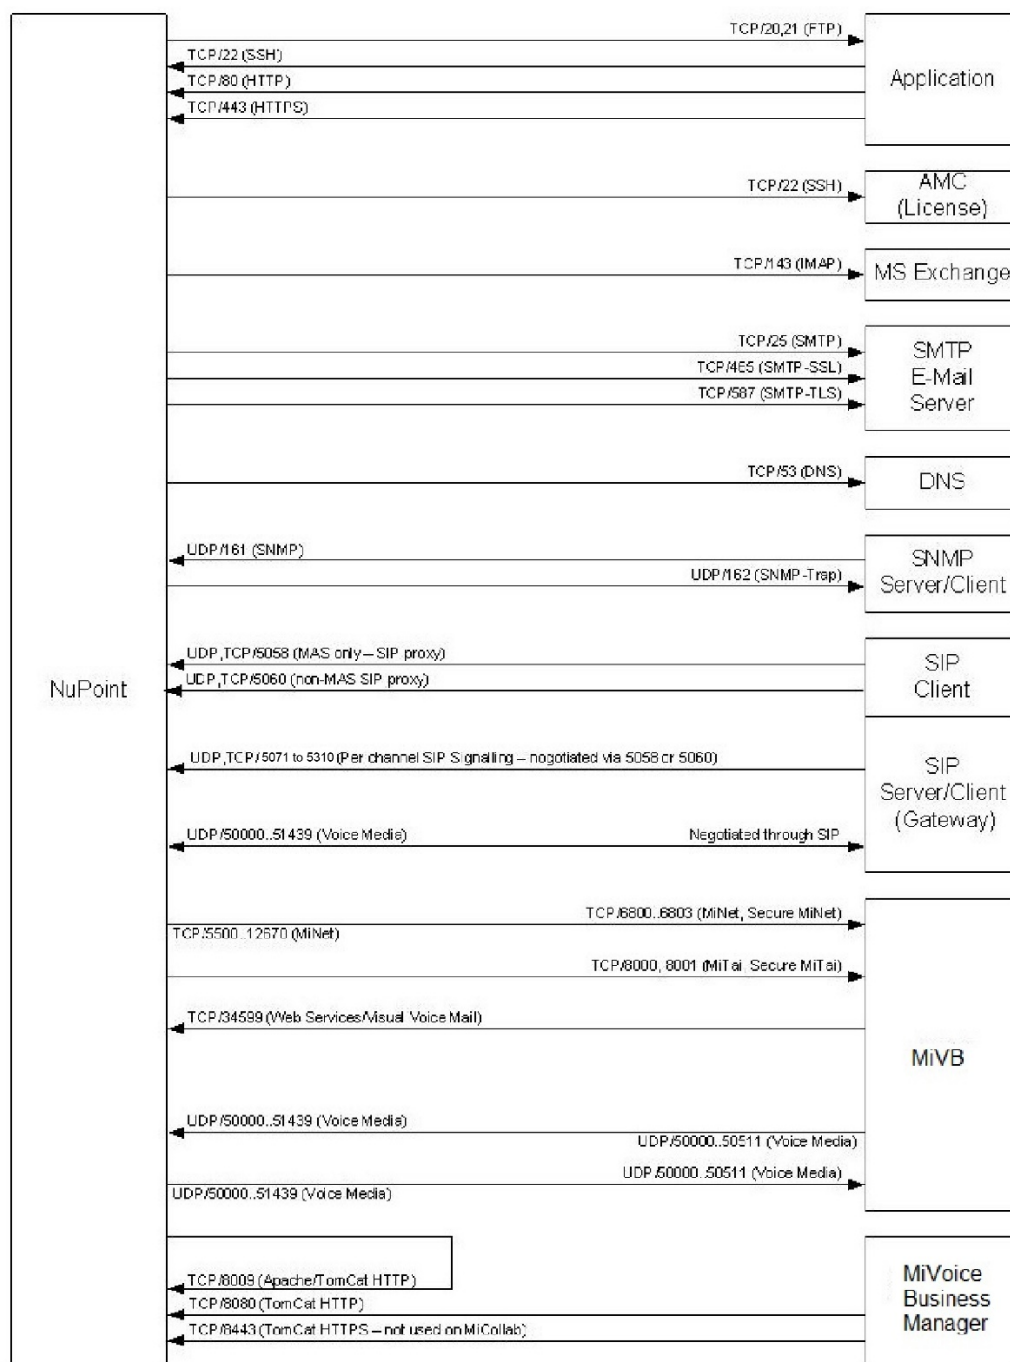 TCP/20,21 (FTP)
TCP/22 (SSH)
TCP/80 (HTTP)
TCP/443 (HTTPS)
Application
TCP/22 (SSH)
AMC
(License)
TCP/143 (IMAP)
MS Exchange
TCP/25 (SMTP)
TCP/465 (SMTP-SSL)
TCP/587 (SMTP-TLS)
SMTP
E-Mail
Server
TCP/53 (DNS)
DNS
UDP/161 (SNMP)
UDP/162 (SNMP-Trap)
SNMP
Server/Client
UDP,TCP/5058 (MAS only – SIP proxy)
UDP,TCP/5060 (non-MAS SIP proxy)
SIP
Client
NuPoint
UDP,TCP/5071 to 5310 (Per channel SIP Signalling – nogotiated via 5058 or 5060)
UDP/50000..51439 (Voice Media)
Negotiated through SIP
SIP
Server/Client
(Gateway)
TCP/6800..6803 (MiNet, Secure MiNet)
TCP/5500..12670 (MiNet)
TCP/8000, 8001 (MiTai, Secure MiTai)
TCP/34599 (Web Services/Visual Voice Mail)
MiVB
UDP/50000..51439 (Voice Media)
UDP/50000..50511 (Voice Media)
UDP/50000..50511 (Voice Media)
UDP/50000..51439 (Voice Media)
TCP/8009 (Apache/TomCat HTTP)
TCP/8080 (TomCat HTTP)
TCP/8443 (TomCat HTTPS – not used on MiCollab)
MiVoice
Business
Manager